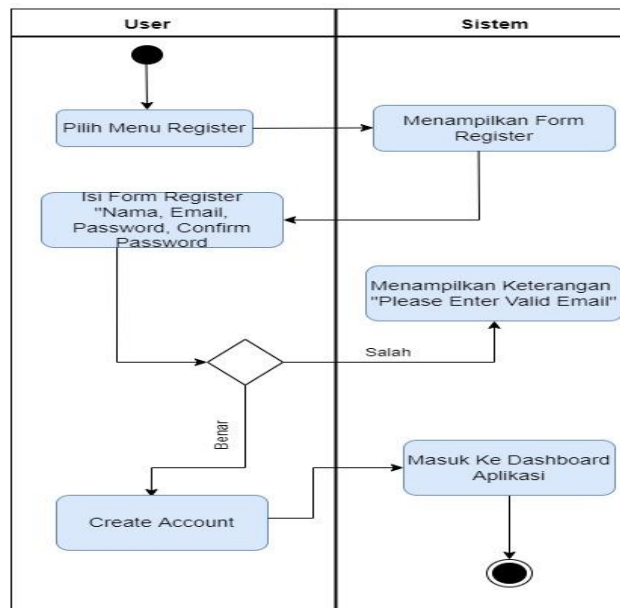 User
Sistem
Pilih Menu Register
Menampilkan Form
Register
Isi Form Register
"Nama, Email,
Password, Confirm
Password
Menampilkan Keterangan
"Please Enter Valid Email"
Salah
Benar
Masuk Ke Dashboard
Aplikasi
Create Account